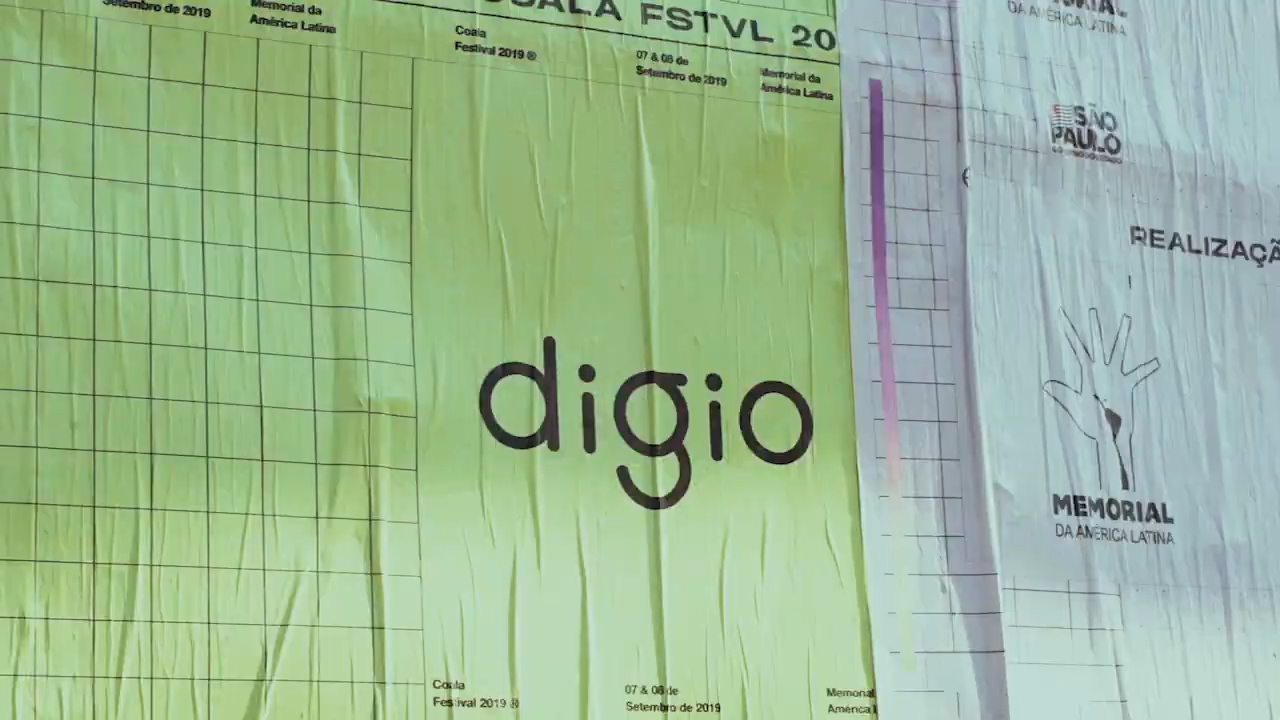 Setembro de 2019
Memorial da
América Latina
FSTVL 20
Coala
Festival 2019 ®
07 & 08 de
Setembro de 2019
Memorial da
América Latina
DA AMÉRICA LATINA
SÃO
PAULO
REALIZAÇÃ
digio
MEMORIAL
DA AMÉRICA LATINA
Coala
Festival 2019 ®
07 & 08 de
Setembro de 2019
Memorial
América